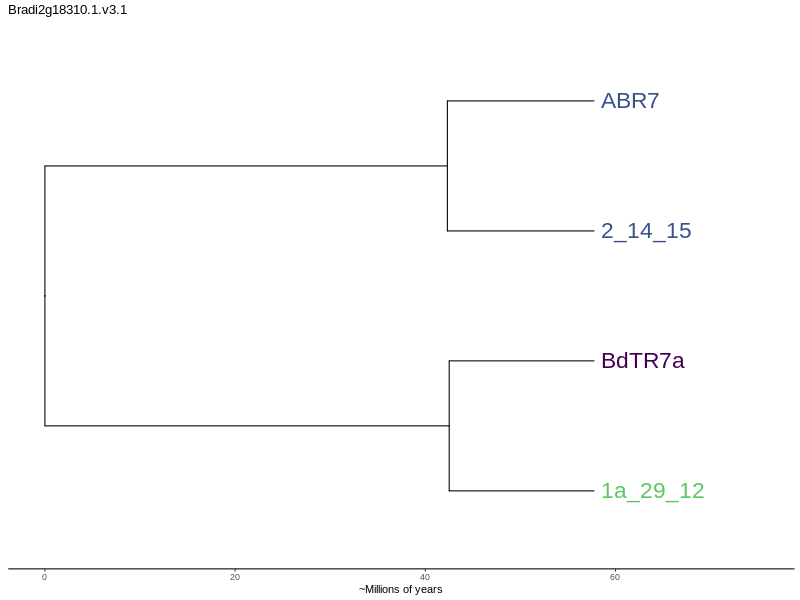 Bradi2g18310.1.v3.1
ABR7
2_14_15
BdTR7a
1a_29_12
0 20 40 60
~Millions of years